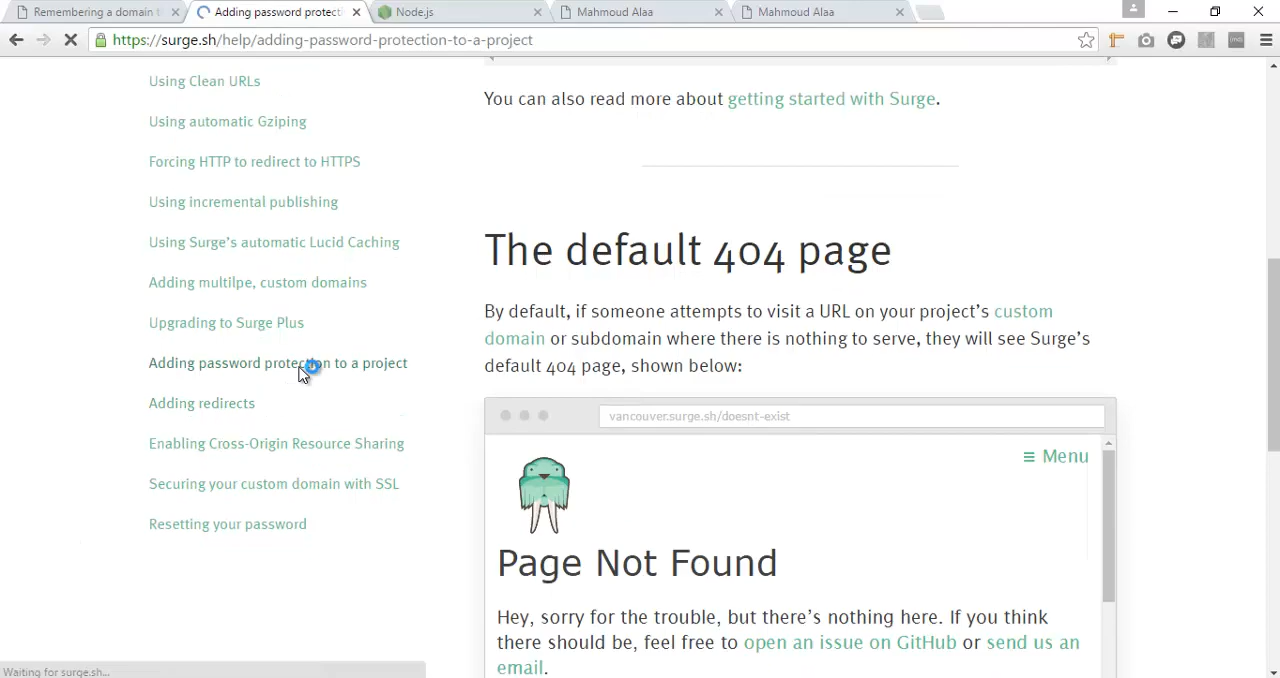 Remembering a domain t
Adding password protecti
Node.js
Mahmoud Alaa
Mahmoud Alaa
https://surge.sh/help/adding-password-protection-to-a-project
Using Clean URLs
Using automatic Gziping
Forcing HTTP to redirect to HTTPS
Using incremental publishing
Using Surge's automatic Lucid Caching
Adding multilpe, custom domains
Upgrading to Surge Plus
Adding password protection to a project
Adding redirects
Enabling Cross-Origin Resource Sharing
Securing your custom domain with SSL
Resetting your password
You can also read more about getting started with Surge.
The default 404 page
By default, if someone attempts to visit a URL on your project's custom
domain or subdomain where there is nothing to serve, they will see Surge's
default 404 page, shown below:
vancouver.surge.sh/doesnt-exist
≡ Menu
Page Not Found
Hey, sorry for the trouble, but there's nothing here. If you think
there should be, feel free to open an issue on GitHub or send us an
email.
Waiting for surge.sh...